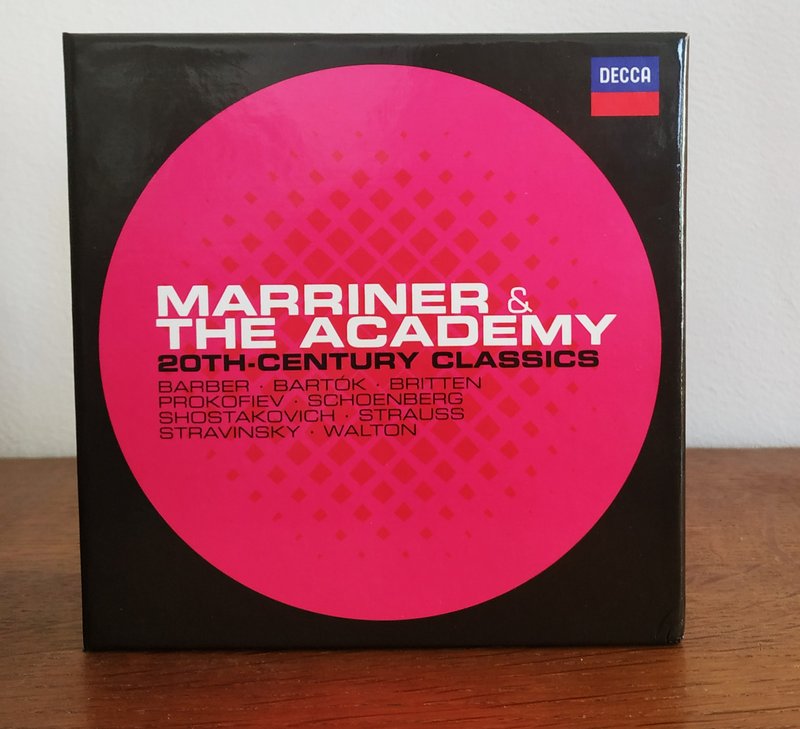 DECCA
MARRINER &
THE ACADEMY
20TH-CENTURY CLASSICS
BARBER · BARTÓK · BRITTEN
PROKOFIEV · SCHOENBERG
SHOSTAKOVICH · STRAUSS
STRAVINSKY · WALTON